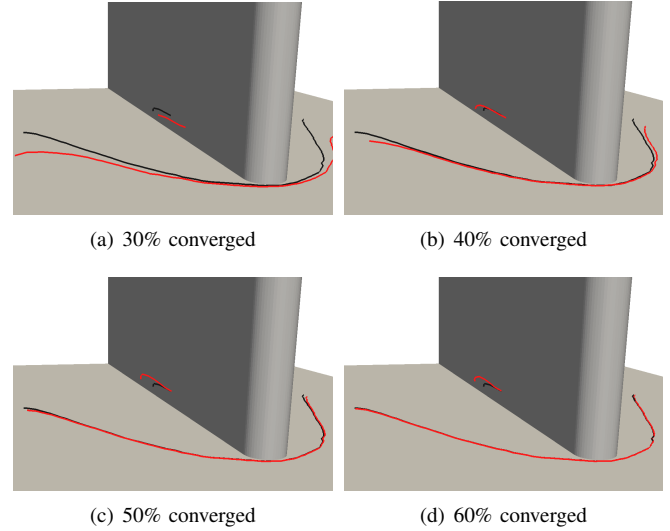 (a) 30% converged
(b) 40% converged
(c) 50% converged
(d) 60% converged